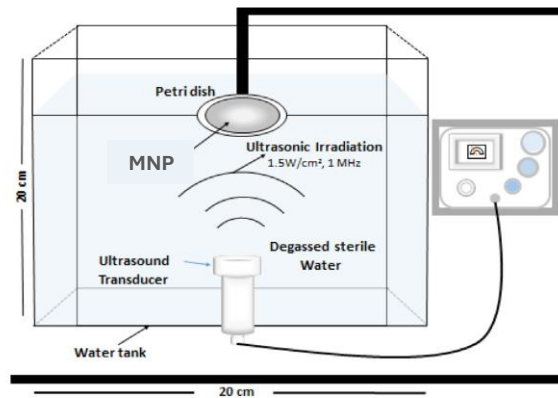 Petri dish
MNP
Ultrasonic Irradiation
1.5W/cm², 1 MHz
20 cm
Ultrasound
Transducer
Degassed sterile
Water
Water tank
20 cm